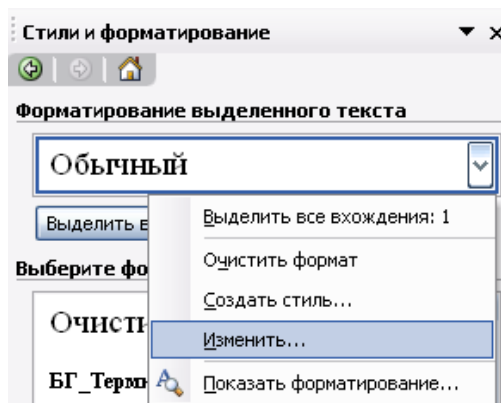 Стили и форматирование
Форматирование выделенного текста
Обычный
Выделить в
Выделить все вхождения: 1
Очистить формат
Выберите фо
Создать стиль...
Очисти
Изменить...
БГ_Терми
Показать форматирование...